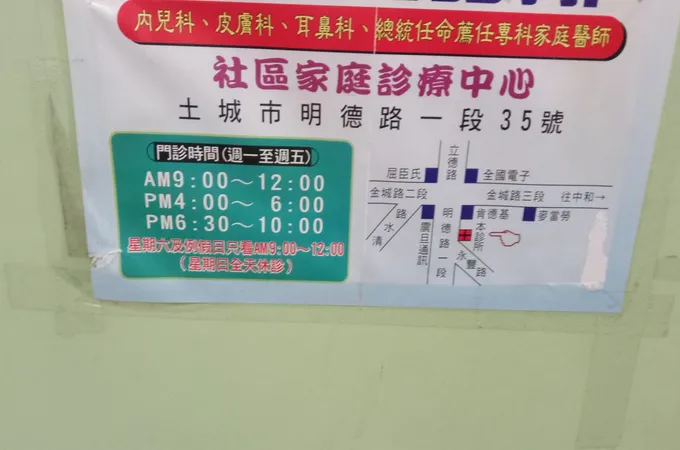 內兒科、皮膚科、耳鼻科、總統任命薦任專科家庭醫師
社區家庭診療中心
土城市明德路一段35號
門診時間(週一至週五)
AM9:00～12:00
PM4:00～ 6:00
PM6:30～10:00
星期六及例假日只看AM9:00～12:00
(星期日全天休診)
立德路
屈臣氏
全國電子
金城路二段
金城路三段
往中和→
清水路
震旦通訊
明德路一段
肯德基
麥當勞
本診所
永豐路